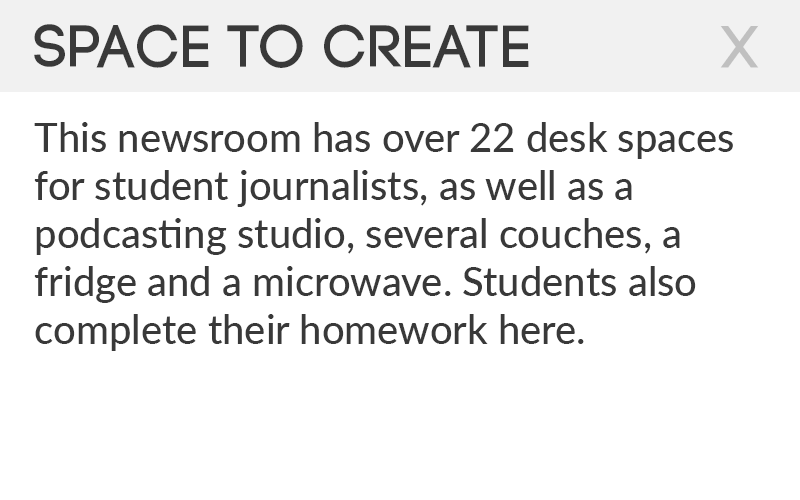 SPACE TO CREATE X
This newsroom has over 22 desk spaces
for student journalists, as well as a
podcasting studio, several couches, a
fridge and a microwave. Students also
complete their homework here.